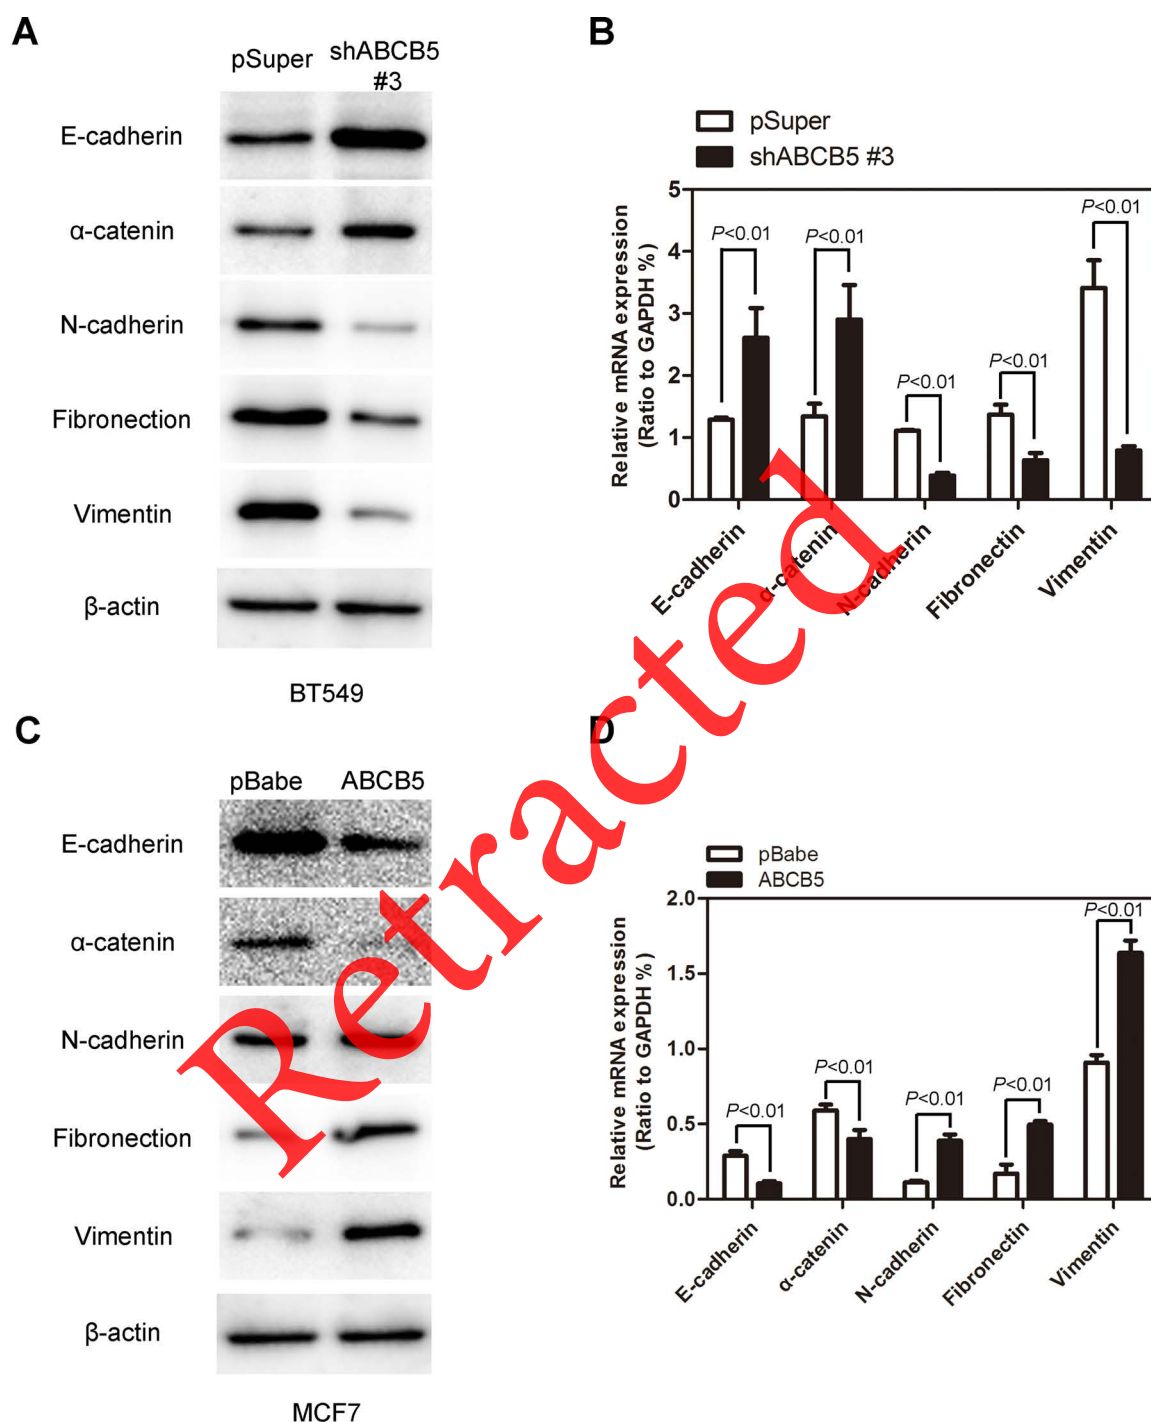 A
pSuper
shABCB5
#3
E-cadherin
α-catenin
N-cadherin
Fibronection
Vimentin
β-actin
BT549
B
pSuper
shABCB5 #3
Relative mRNA expression
(Ratio to GAPDH %)
5
4
3
2
1
0
P<0.01
P<0.01
P<0.01
P<0.01
P<0.01
E-cadherin
α-catenin
N-cadherin
Fibronectin
Vimentin
C
pBabe
ABCB5
E-cadherin
α-catenin
N-cadherin
Fibronection
Vimentin
β-actin
MCF7
D
pBabe
ABCB5
Relative mRNA expression
(Ratio to GAPDH %)
2.0
1.5
1.0
0.5
0.0
P<0.01
P<0.01
P<0.01
P<0.01
P<0.01
E-cadherin
α-catenin
N-cadherin
Fibronectin
Vimentin
Retracted